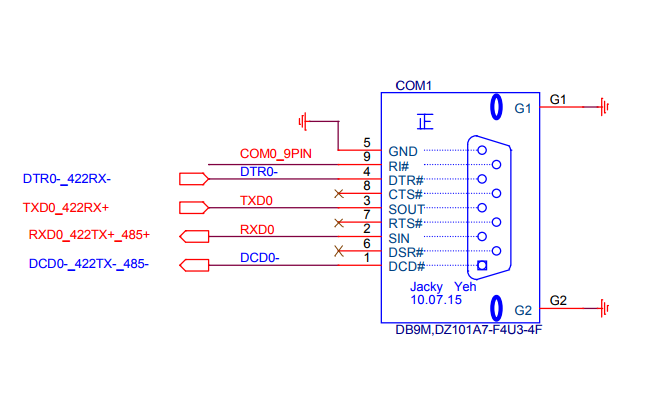 COM1
G1
G1
正
5
GND
COM0_9PIN
9
RI#
DTR0-_422RX-
DTR0-
4
DTR#
8
CTS#
TXD0_422RX+
TXD0
3
SOUT
7
RTS#
RXD0_422TX+_485+
RXD0
2
SIN
6
DSR#
DCD0-_422TX-_485-
DCD0-
1
DCD#
Jacky Yeh
10.07.15
G2
G2
DB9M,DZ101A7-F4U3-4F